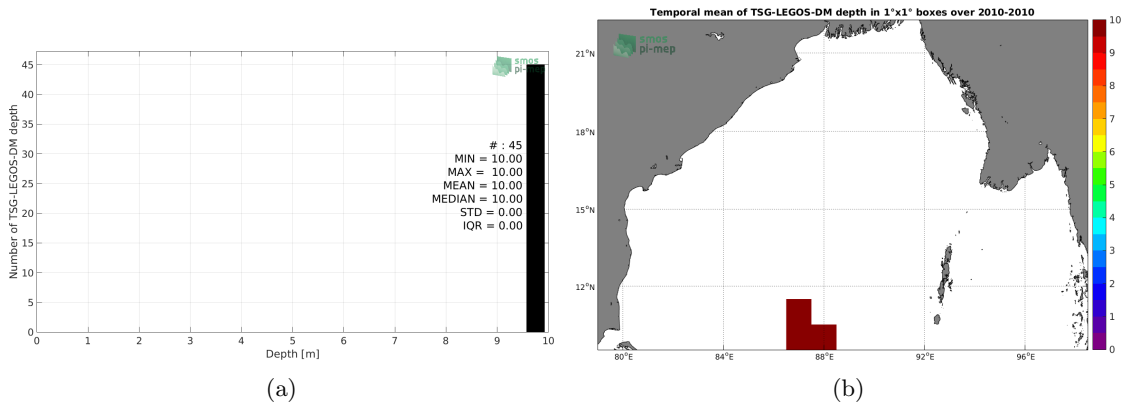 smos
pi-mep
Number of TSG-LEGOS-DM depth
45
40
35
30
25
20
15
10
5
0
# : 45
MIN = 10.00
MAX = 10.00
MEAN = 10.00
MEDIAN = 10.00
STD = 0.00
IQR = 0.00
0 1 2 3 4 5 6 7 8 9 10
Depth [m]
(a)
Temporal mean of TSG-LEGOS-DM depth in 1°x1° boxes over 2010-2010
smos
pi-mep
21°N
18°N
15°N
12°N
80°E 84°E 88°E 92°E 96°E
10
9
8
7
6
5
4
3
2
1
0
(b)